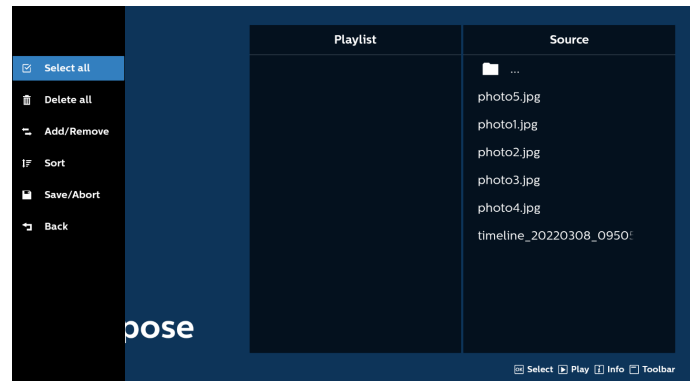 Playlist
Source
...
Select all
Delete all
Add/Remove
Sort
Save/Abort
Back
photo5.jpg
photo1.jpg
photo2.jpg
photo3.jpg
photo4.jpg
timeline_20220308_0950
pose
Select Play Info Toolbar